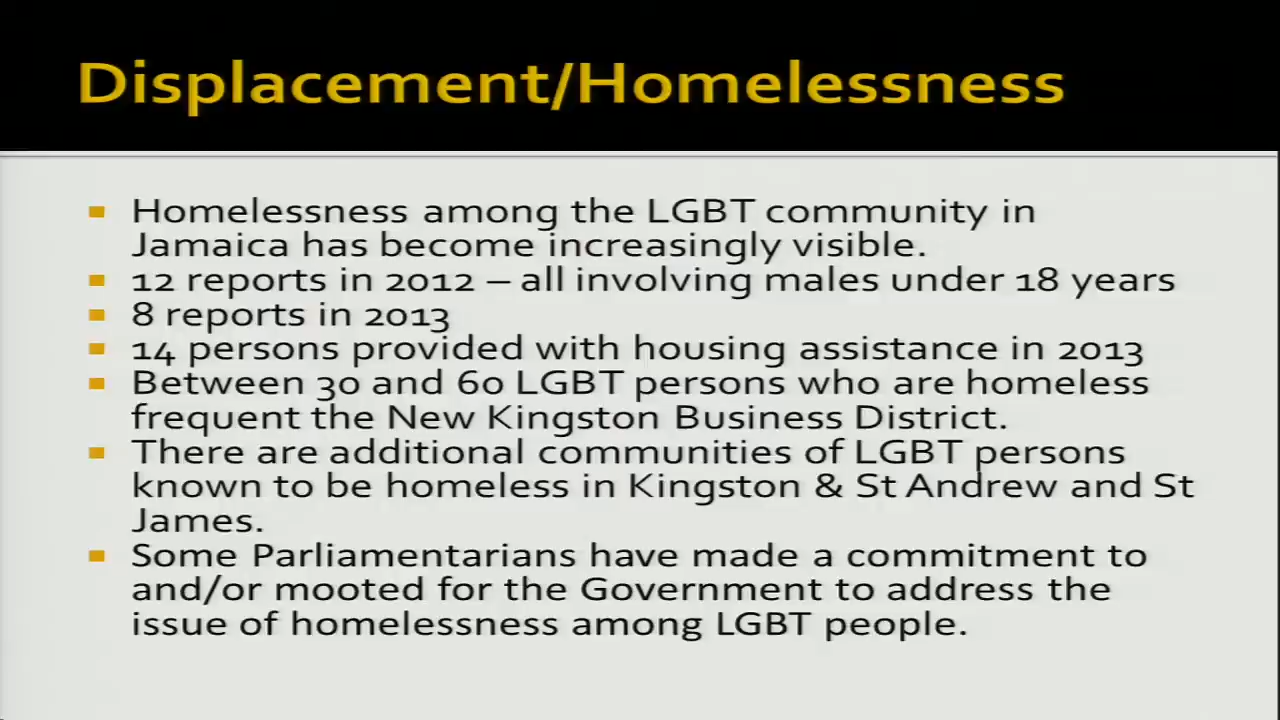 Displacement/Homelessness
Homelessness among the LGBT community in
Jamaica has become increasingly visible.
12 reports in 2012 – all involving males under 18 years
8 reports in 2013
14 persons provided with housing assistance in 2013
Between 30 and 60 LGBT persons who are homeless
frequent the New Kingston Business District.
There are additional communities of LGBT persons
known to be homeless in Kingston & St Andrew and St
James.
Some Parliamentarians have made a commitment to
and/or mooted for the Government to address the
issue of homelessness among LGBT people.